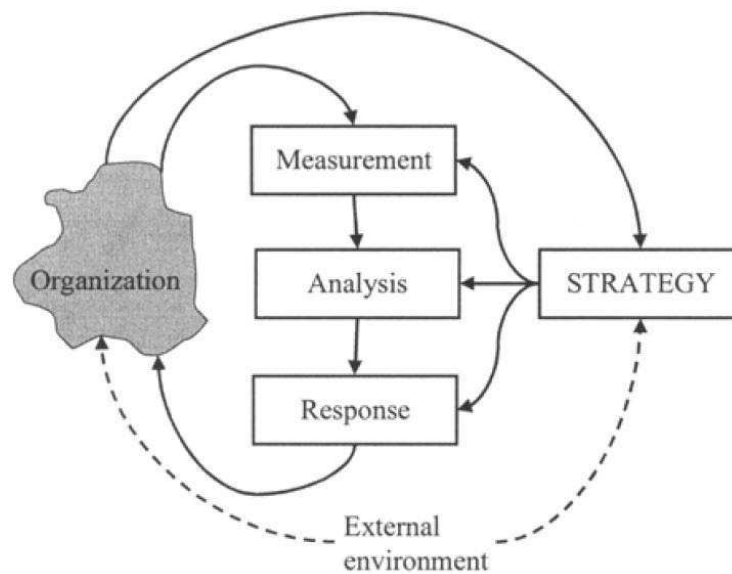 Measurement
Organization
Analysis
STRATEGY
Response
External
environment